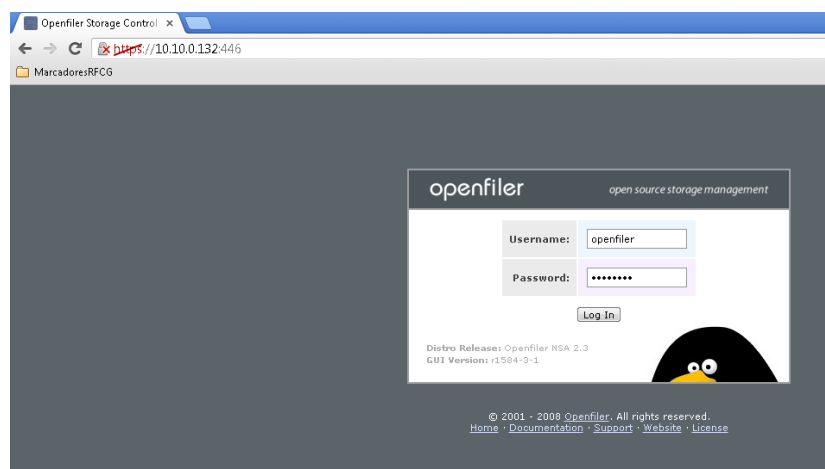 Openfiler Storage Control
https://10.10.0.132:446
MarcadoresRFCG
openfiler
open source storage management
Username: openfiler
Password: ••••••••
Log In
Distro Release: Openfiler NSA 2.3
GUI Version: r1584-3-1
© 2001 - 2008 Openfiler. All rights reserved.
Home · Documentation · Support · Website · License